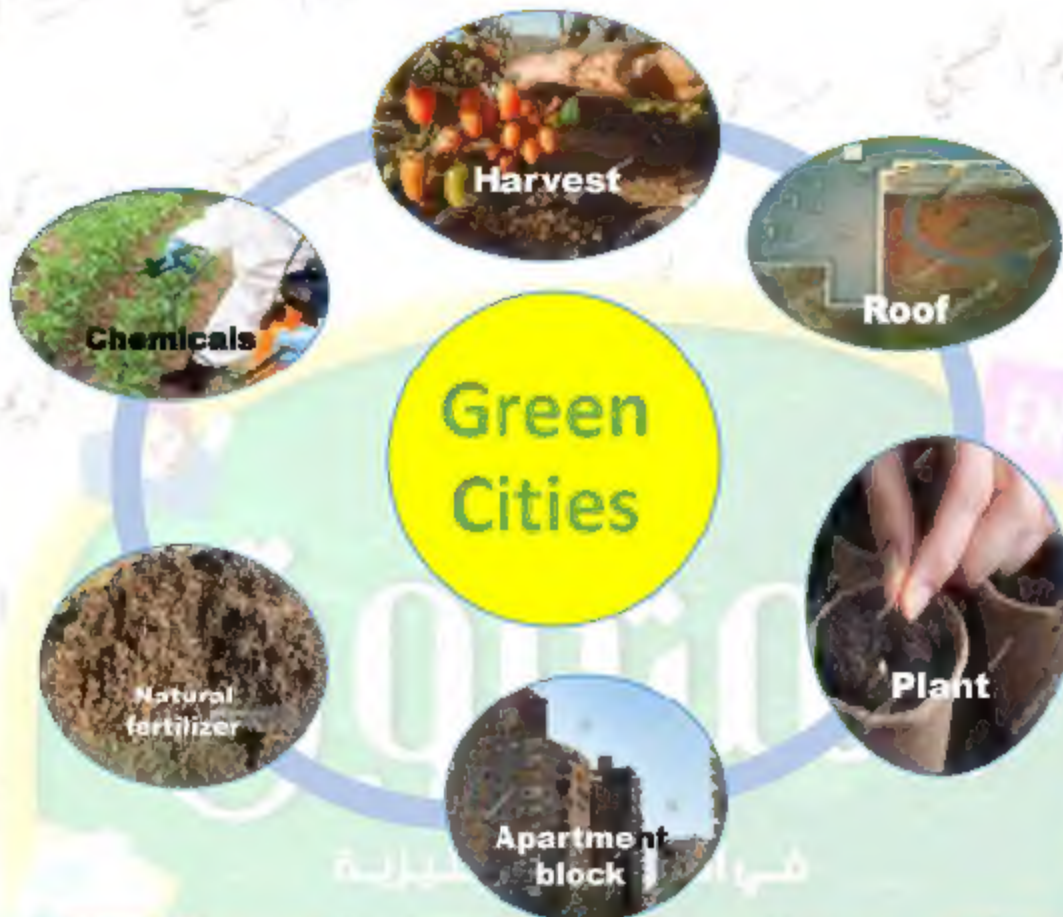 Harvest
Roof
Chemicals
Green
Cities
Plant
Natural
fertilizer
Apartment
block